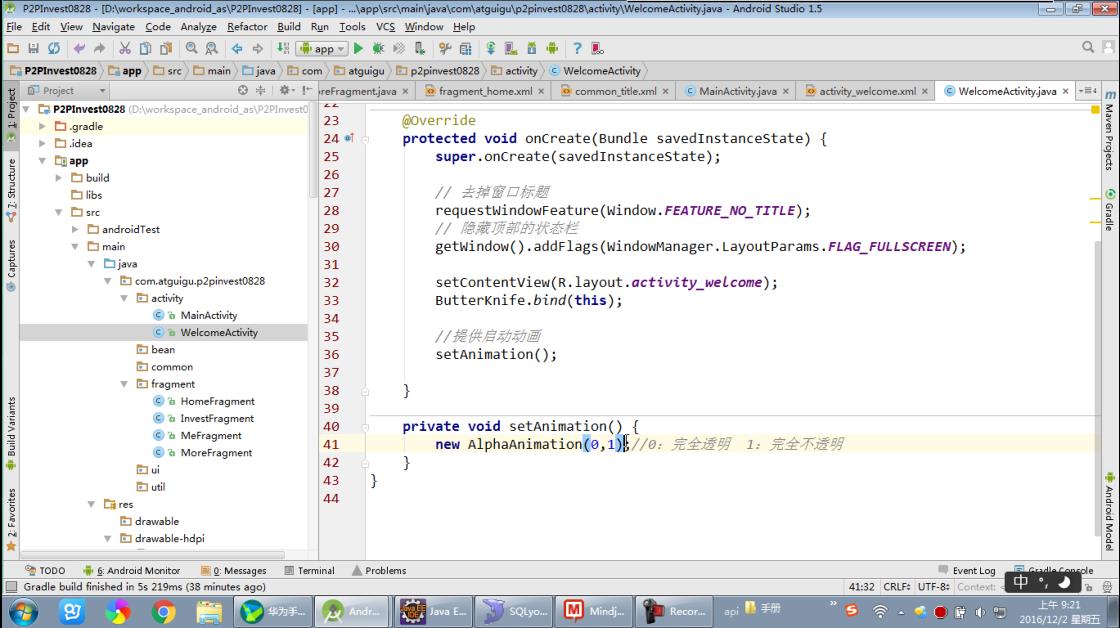 P2PInvest0828 - [D:\workspace_android_as\P2PInvest0828] - [app] - ...\app\src\main\java\com\atguigu\p2pinvest0828\activity\WelcomeActivity.java - Android Studio 1.5
File Edit View Navigate Code Analyze Refactor Build Run Tools VCS Window Help
app
P2PInvest0828 app src main java com atguigu p2pinvest0828 activity WelcomeActivity
Project
oreFragment.java fragment_home.xml common_title.xml MainActivity.java activity_welcome.xml WelcomeActivity.java
1: Project
7: Structure
Captures
Build Variants
2: Favorites
P2PInvest0828 (D:\workspace_android_as\P2PInvest0
.gradle
.idea
app
build
libs
src
androidTest
main
java
com.atguigu.p2pinvest0828
activity
MainActivity
WelcomeActivity
bean
common
fragment
HomeFragment
InvestFragment
MeFragment
MoreFragment
ui
util
res
drawable
drawable-hdpi
22
23 @Override
24 protected void onCreate(Bundle savedInstanceState) {
25 super.onCreate(savedInstanceState);
26
27 // 去掉窗口标题
28 requestWindowFeature(Window.FEATURE_NO_TITLE);
29 // 隐藏顶部的状态栏
30 getWindow().addFlags(WindowManager.LayoutParams.FLAG_FULLSCREEN);
31
32 setContentView(R.layout.activity_welcome);
33 ButterKnife.bind(this);
34
35 //提供启动动画
36 setAnimation();
37
38 }
39
40 private void setAnimation() {
41 new AlphaAnimation(0,1);//0: 完全透明 1: 完全不透明
42 }
43 }
44
Maven Projects
Gradle
Android Model
TODO 6: Android Monitor 0: Messages Terminal Problems Event Log Gradle Console
Gradle build finished in 5s 219ms (38 minutes ago) 41:32 CRLF÷ UTF-8÷ Context:
中
华为手... Andr... Java E... SQLyo... Mindj... Recor... api 手册
上午 9:21
2016/12/2 星期五